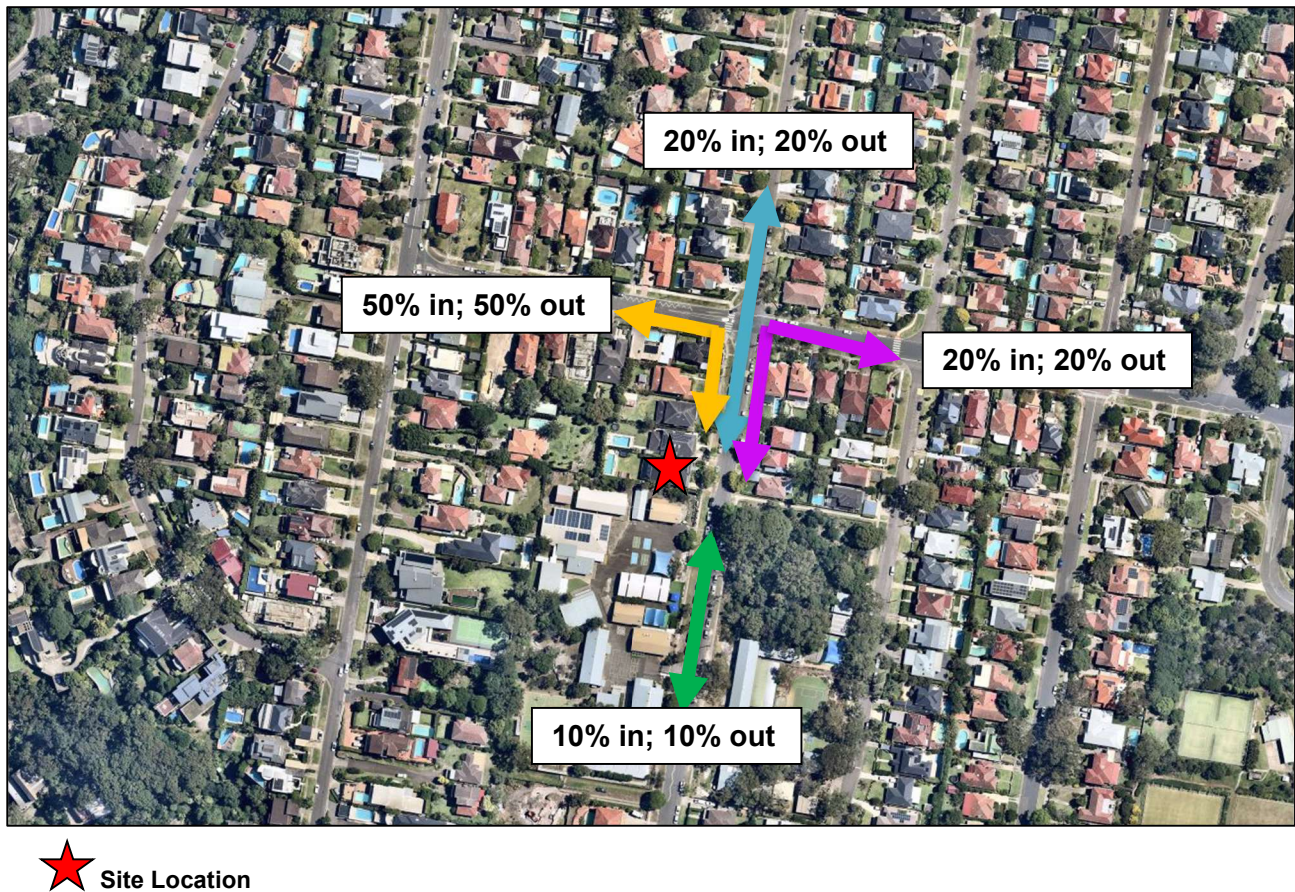 20% in; 20% out
50% in; 50% out
20% in; 20% out
10% in; 10% out
Site Location